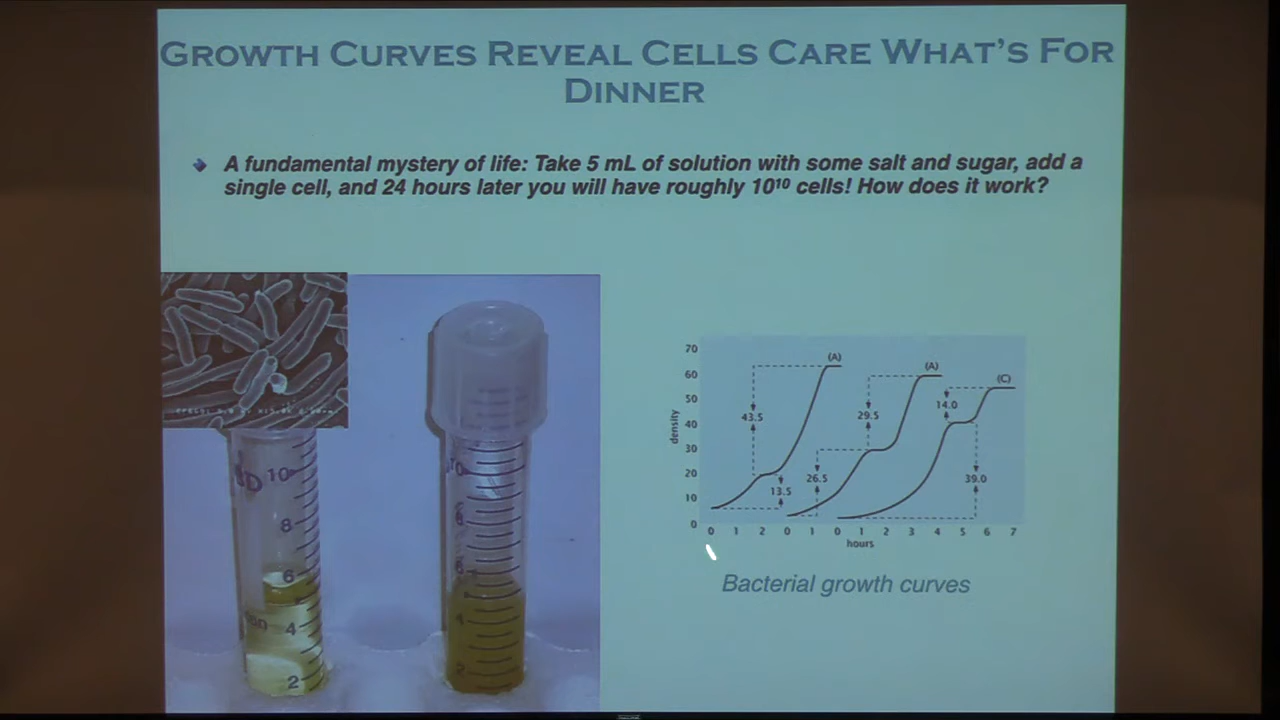 GROWTH CURVES REVEAL CELLS CARE WHAT'S FOR
DINNER
A fundamental mystery of life: Take 5 mL of solution with some salt and sugar, add a
single cell, and 24 hours later you will have roughly 10¹⁰ cells! How does it work?
10
8
6
4
2
70
60
50
40
30
20
10
0
density
(A)
(A)
(C)
43.5
29.5
14.0
13.5
26.5
39.0
0 1 2 0 1 0 1 2 3 4 5 6 7
hours
Bacterial growth curves